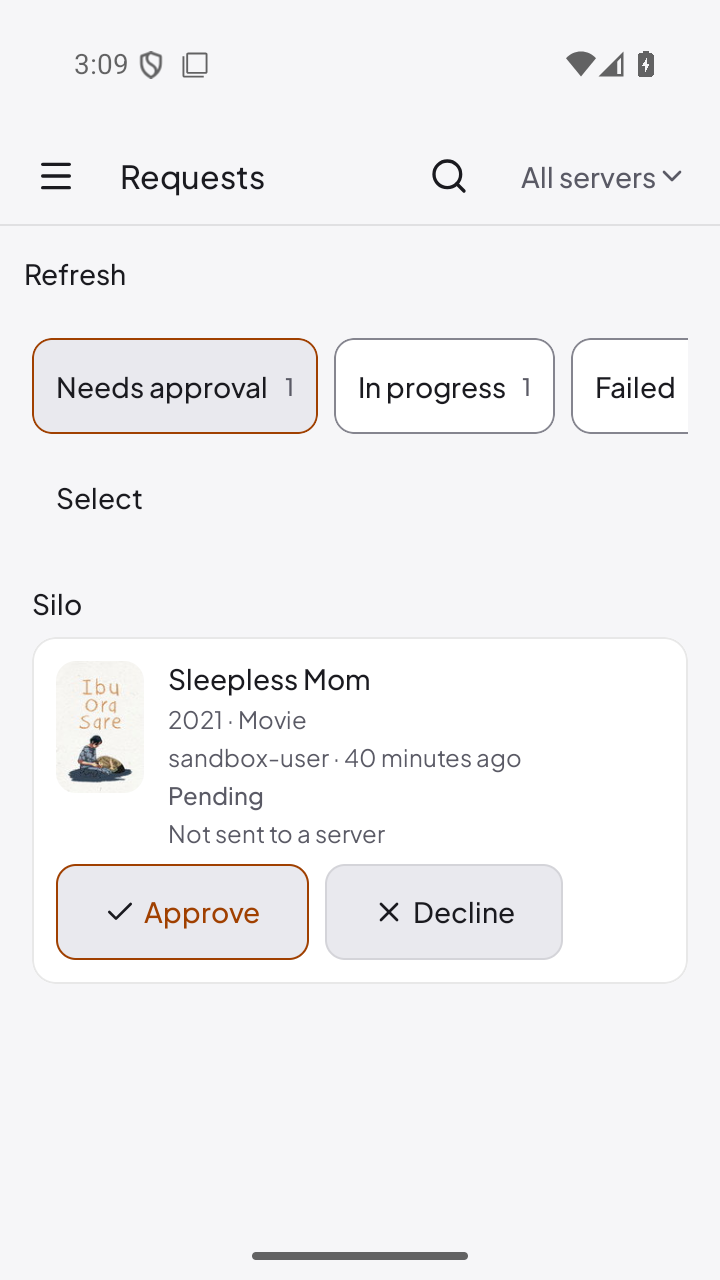 3:09
Requests
All servers
Refresh
Needs approval 1
In progress 1
Failed
Select
Silo
Ibu
Ora
Sare
Sleepless Mom
2021 · Movie
sandbox-user · 40 minutes ago
Pending
Not sent to a server
Approve
Decline